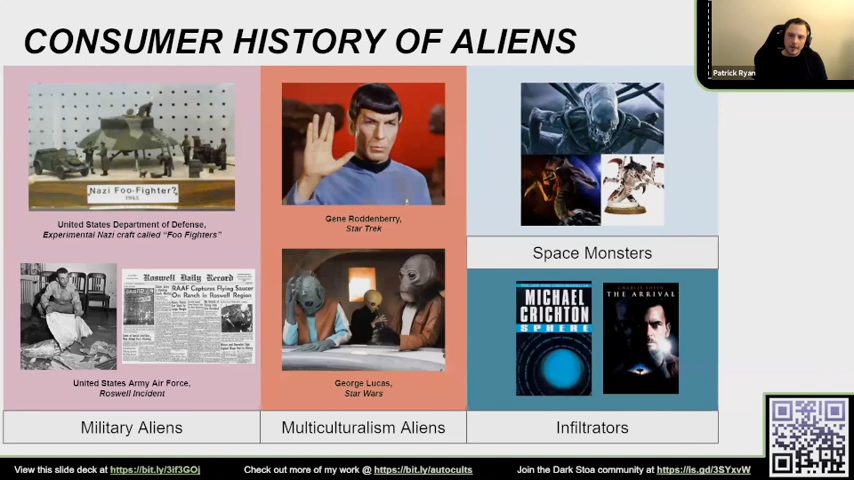 CONSUMER HISTORY OF ALIENS
Patrick Ryan
Nazi Foo-Fighter?
1943
United States Department of Defense,
Experimental Nazi craft called "Foo Fighters"
Gene Roddenberry,
Star Trek
Space Monsters
Roswell Daily Record
RAAF Captures Flying Saucer
On Ranch in Roswell Region
MICHAEL
CRICHTON
SPHERE
CHARLIE SHEEN
THE ARRIVAL
United States Army Air Force,
Roswell Incident
George Lucas,
Star Wars
Military Aliens
Multiculturalism Aliens
Infiltrators
View this slide deck at https://bit.ly/3if3GOj
Check out more of my work @ https://bit.ly/autocults
Join the Dark Stoa community at https://is.gd/3SYxvW